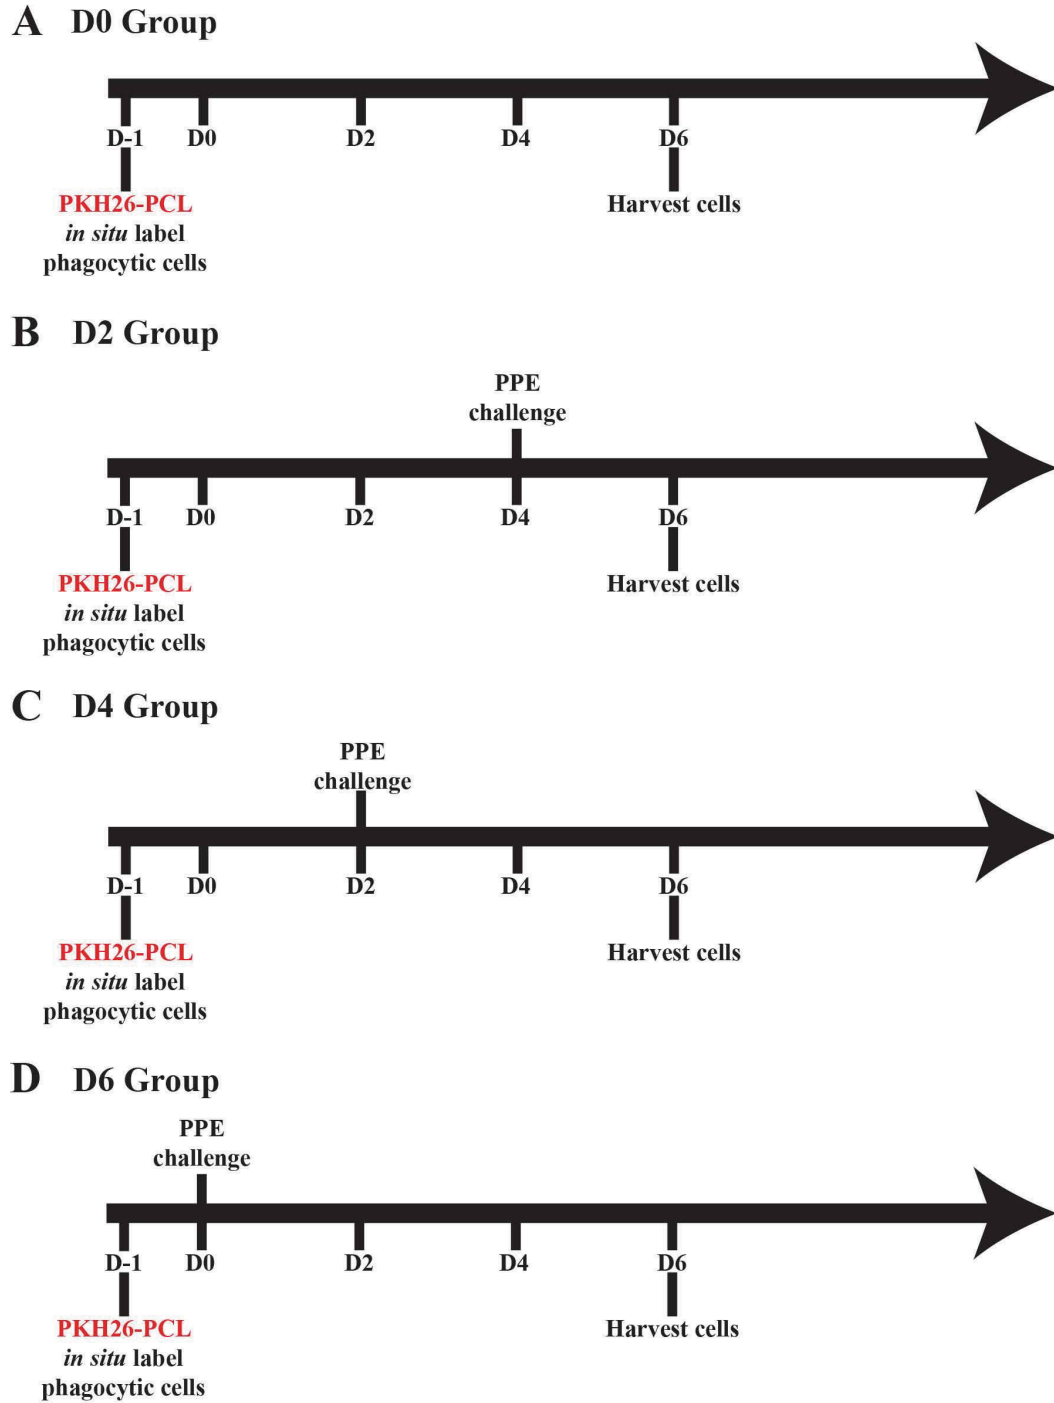 A D0 Group
D-1 D0 D2 D4 D6
PKH26-PCL
in situ label
phagocytic cells
Harvest cells
B D2 Group
PPE
challenge
D-1 D0 D2 D4 D6
PKH26-PCL
in situ label
phagocytic cells
Harvest cells
C D4 Group
PPE
challenge
D-1 D0 D2 D4 D6
PKH26-PCL
in situ label
phagocytic cells
Harvest cells
D D6 Group
PPE
challenge
D-1 D0 D2 D4 D6
PKH26-PCL
in situ label
phagocytic cells
Harvest cells